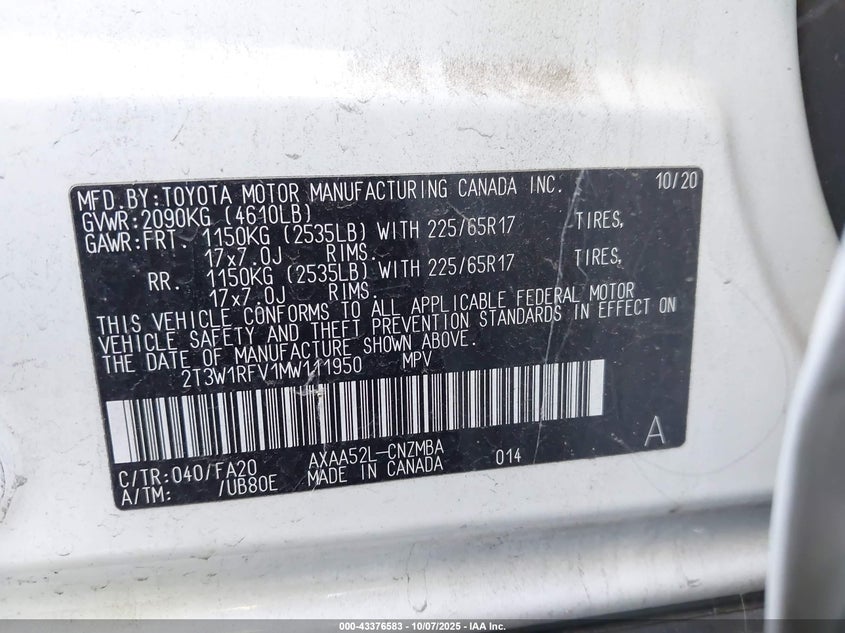 MFD.BY:TOYOTA MOTOR MANUFACTURING CANADA INC. 10/20
GVWR:2090KG (4610LB)
GAWR:FRT. 1150KG (2535LB) WITH 225/65R17 TIRES,
17x7.0J RIMS.
RR. 1150KG (2535LB) WITH 225/65R17 TIRES,
17x7.0J RIMS.
THIS VEHICLE CONFORMS TO ALL APPLICABLE FEDERAL MOTOR
VEHICLE SAFETY AND THEFT PREVENTION STANDARDS IN EFFECT ON
THE DATE OF MANUFACTURE SHOWN ABOVE.
2T3W1RFV1MW111950 MPV
A
C/TR:040/FA20 AXAA52L-CNZMBA 014
A/TM: /UB80E MADE IN CANADA
000-43376583 - 10/07/2025 - IAA Inc.